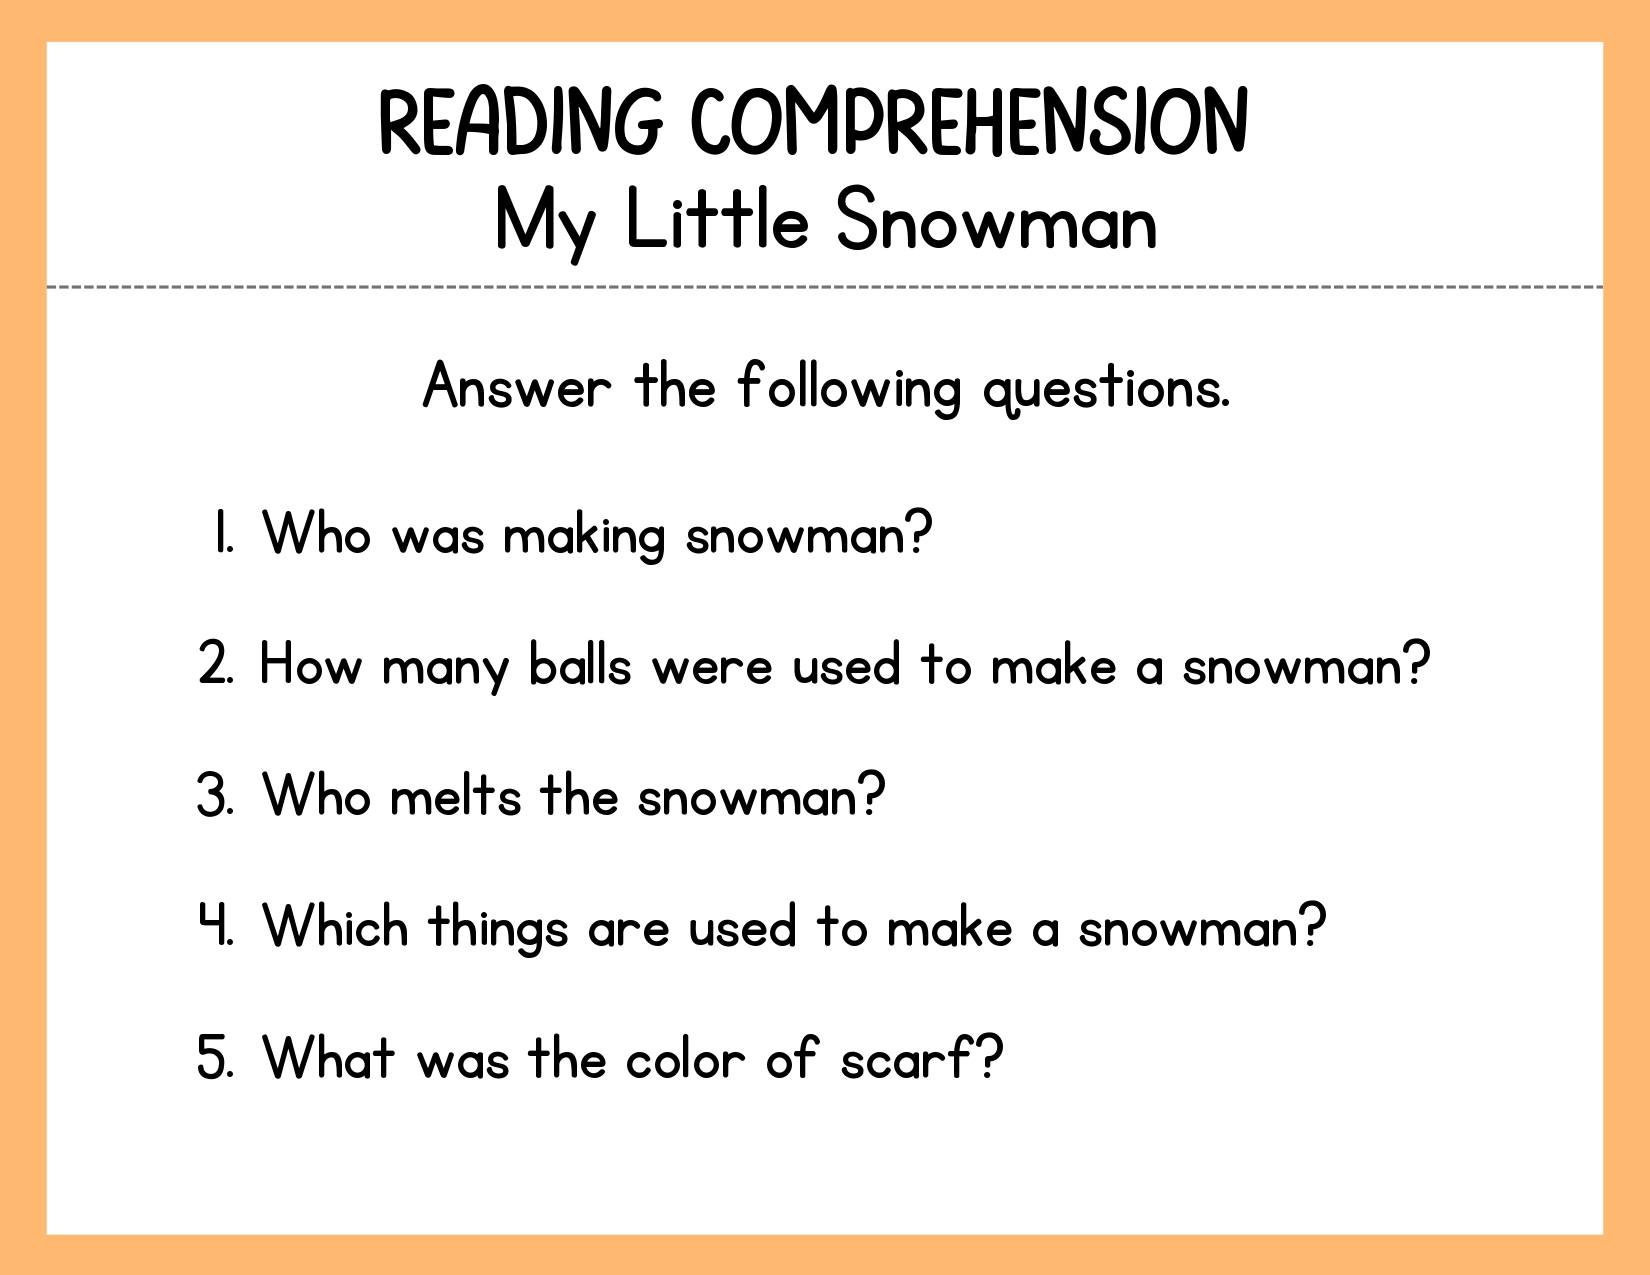 READING COMPREHENSION
My Little Snowman
Answer the following questions.
1. Who was making snowman?
2. How many balls were used to make a snowman?
3. Who melts the snowman?
4. Which things are used to make a snowman?
5. What was the color of scarf?